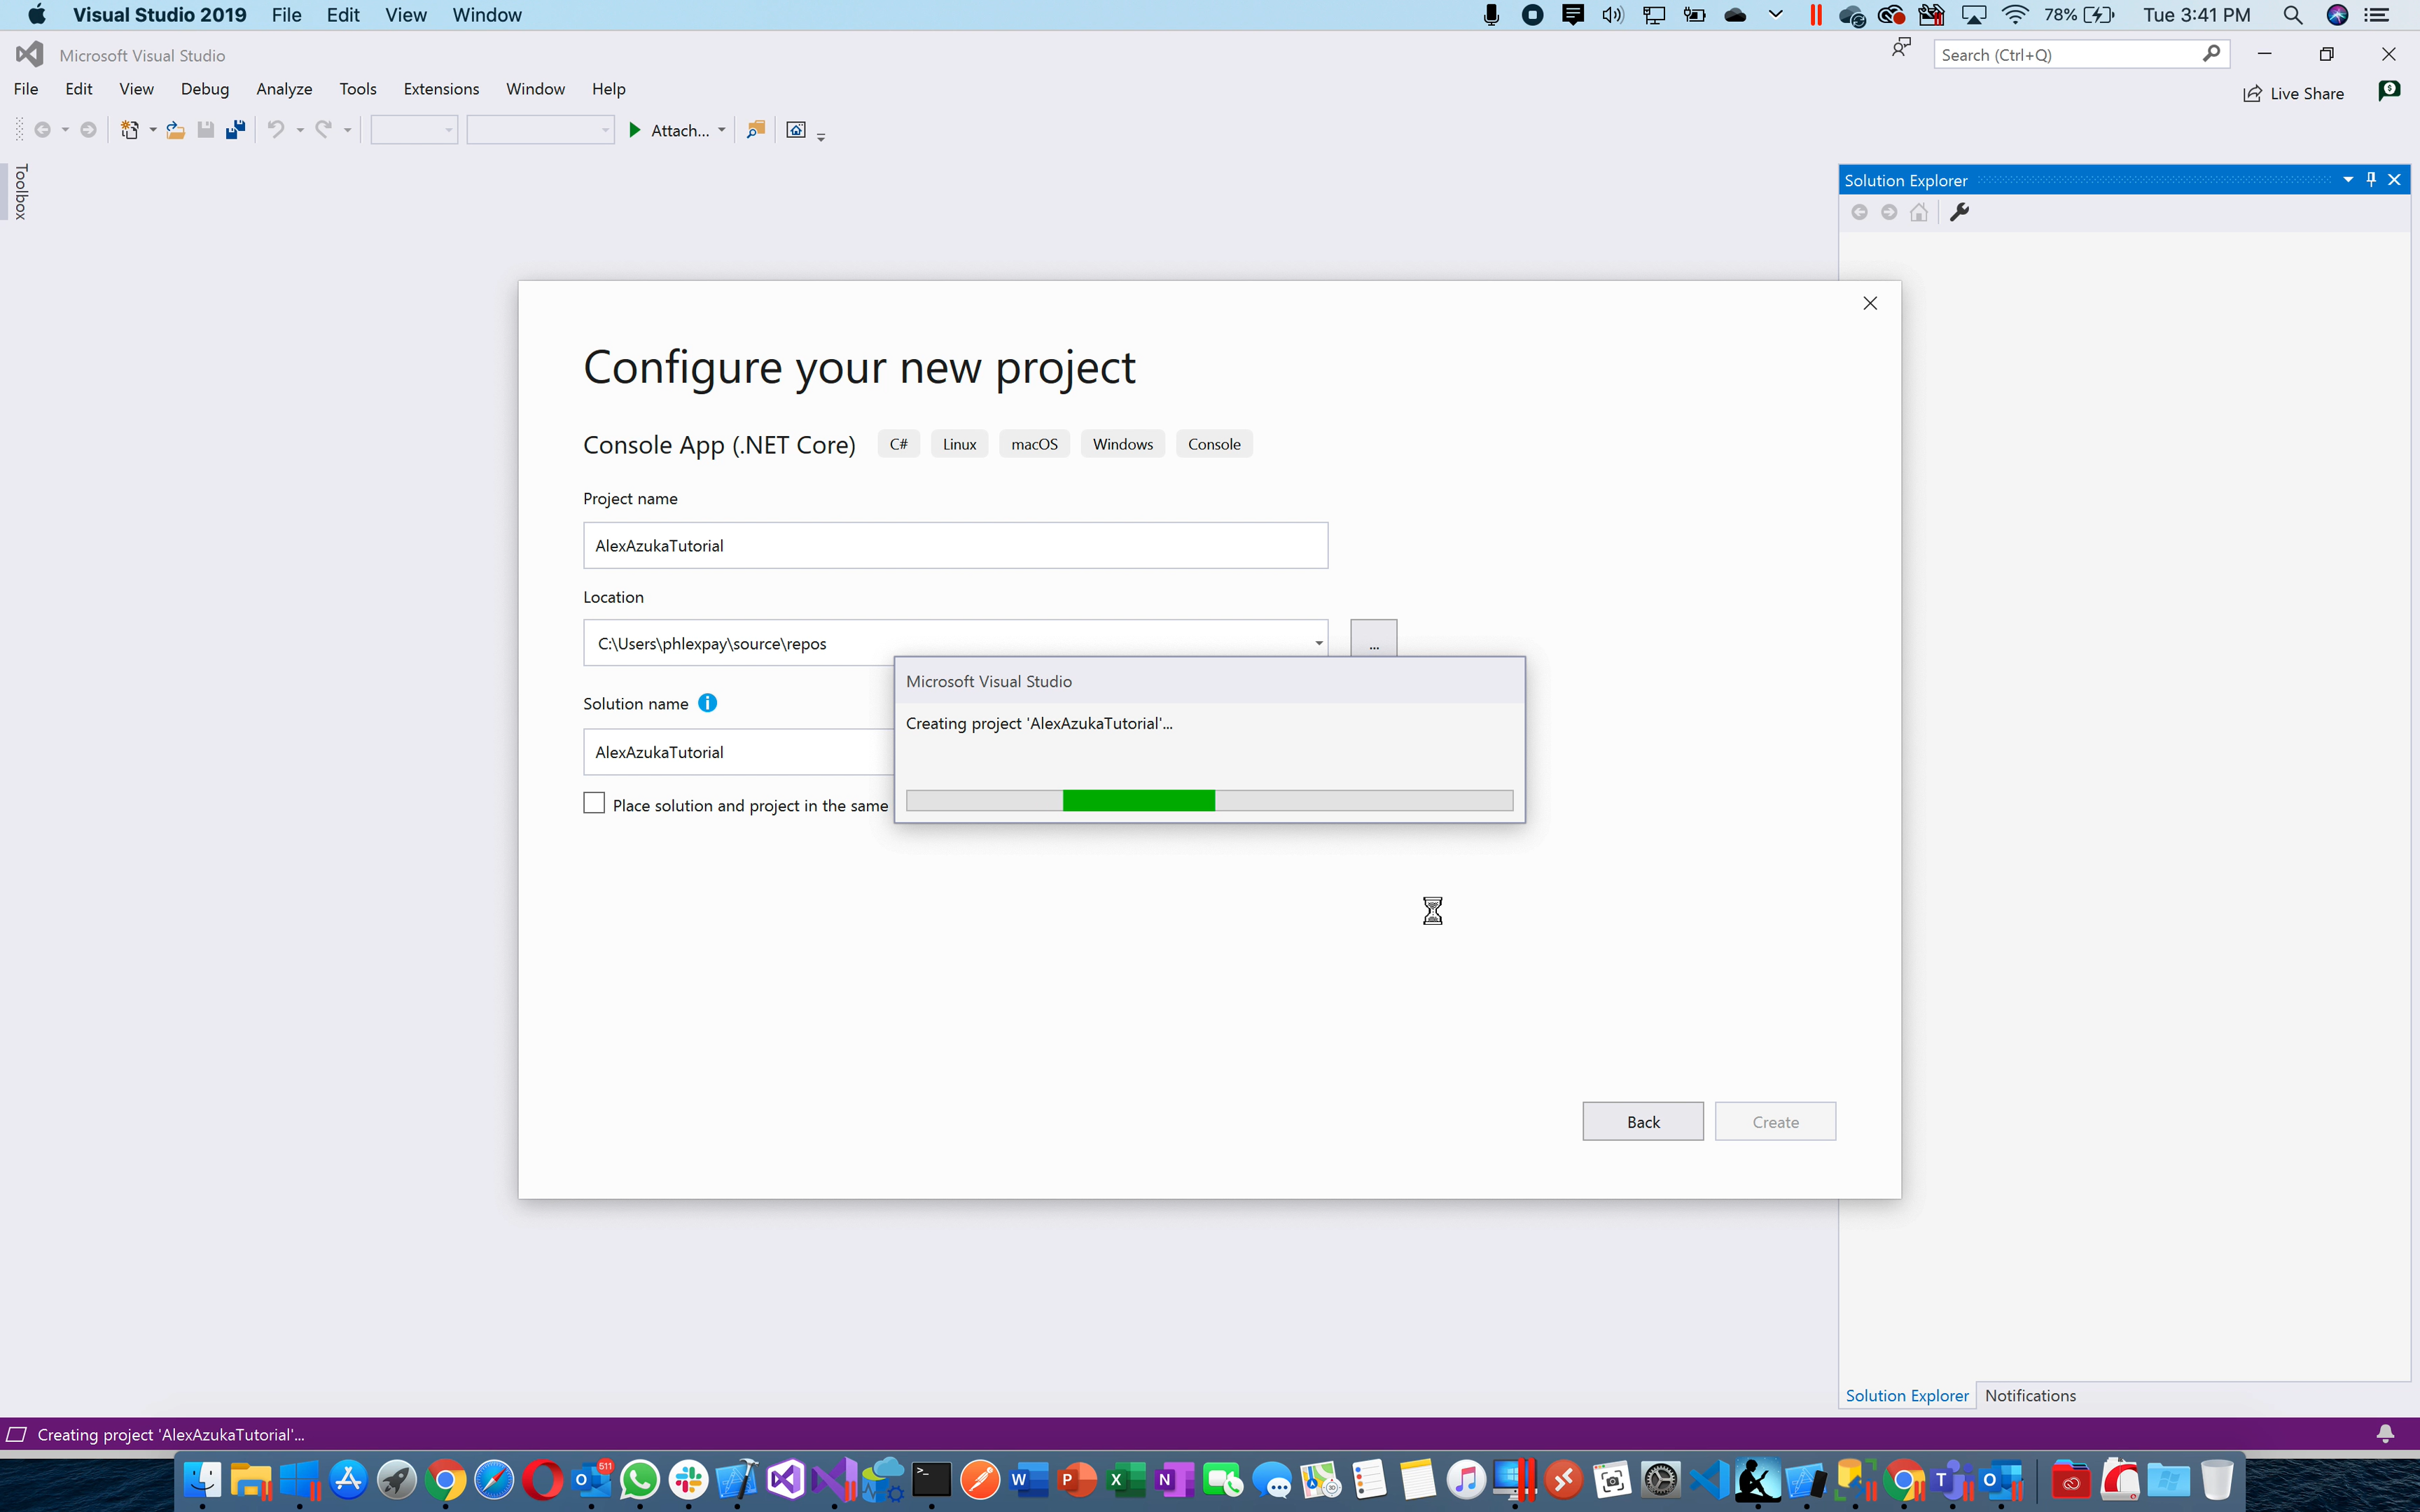 Visual Studio 2019 File Edit View Window 78% Tue 3:41 PM
Microsoft Visual Studio Search (Ctrl+Q)
File Edit View Debug Analyze Tools Extensions Window Help Live Share
Attach...
Toolbox
Solution Explorer
Configure your new project
Console App (.NET Core) C# Linux macOS Windows Console
Project name
AlexAzukaTutorial
Location
C:\Users\phlexpay\source\repos ...
Microsoft Visual Studio
Solution name
Creating project 'AlexAzukaTutorial'...
AlexAzukaTutorial
Place solution and project in the same
Back Create
Solution Explorer Notifications
Creating project 'AlexAzukaTutorial'...
511